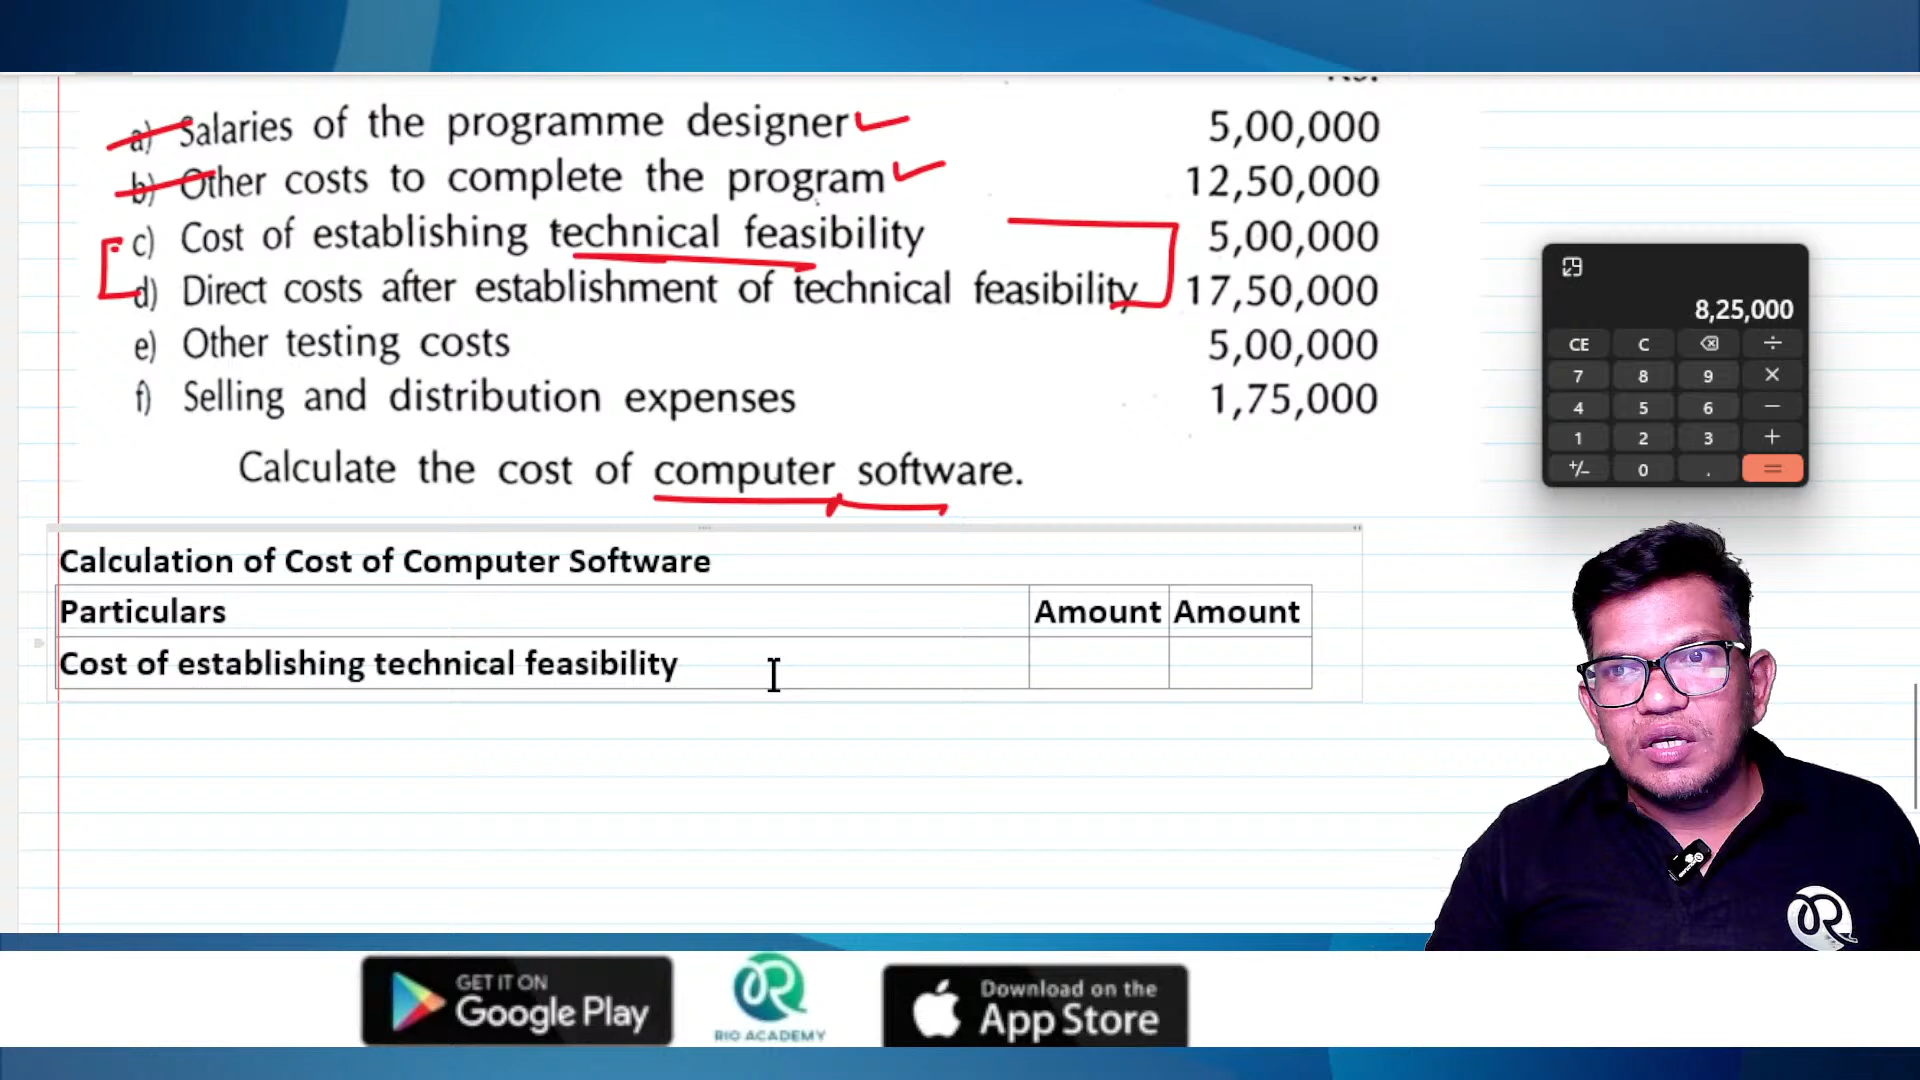 Rs.
a) Salaries of the programme designer 5,00,000
b) Other costs to complete the program 12,50,000
c) Cost of establishing technical feasibility 5,00,000
d) Direct costs after establishment of technical feasibility 17,50,000
e) Other testing costs 5,00,000
f) Selling and distribution expenses 1,75,000
Calculate the cost of computer software.
8,25,000
CE C ÷
7 8 9 ×
4 5 6 −
1 2 3 +
+/− 0 . =
Calculation of Cost of Computer Software
Particulars Amount Amount
Cost of establishing technical feasibility
GET IT ON
Google Play
RIO ACADEMY
Download on the
App Store